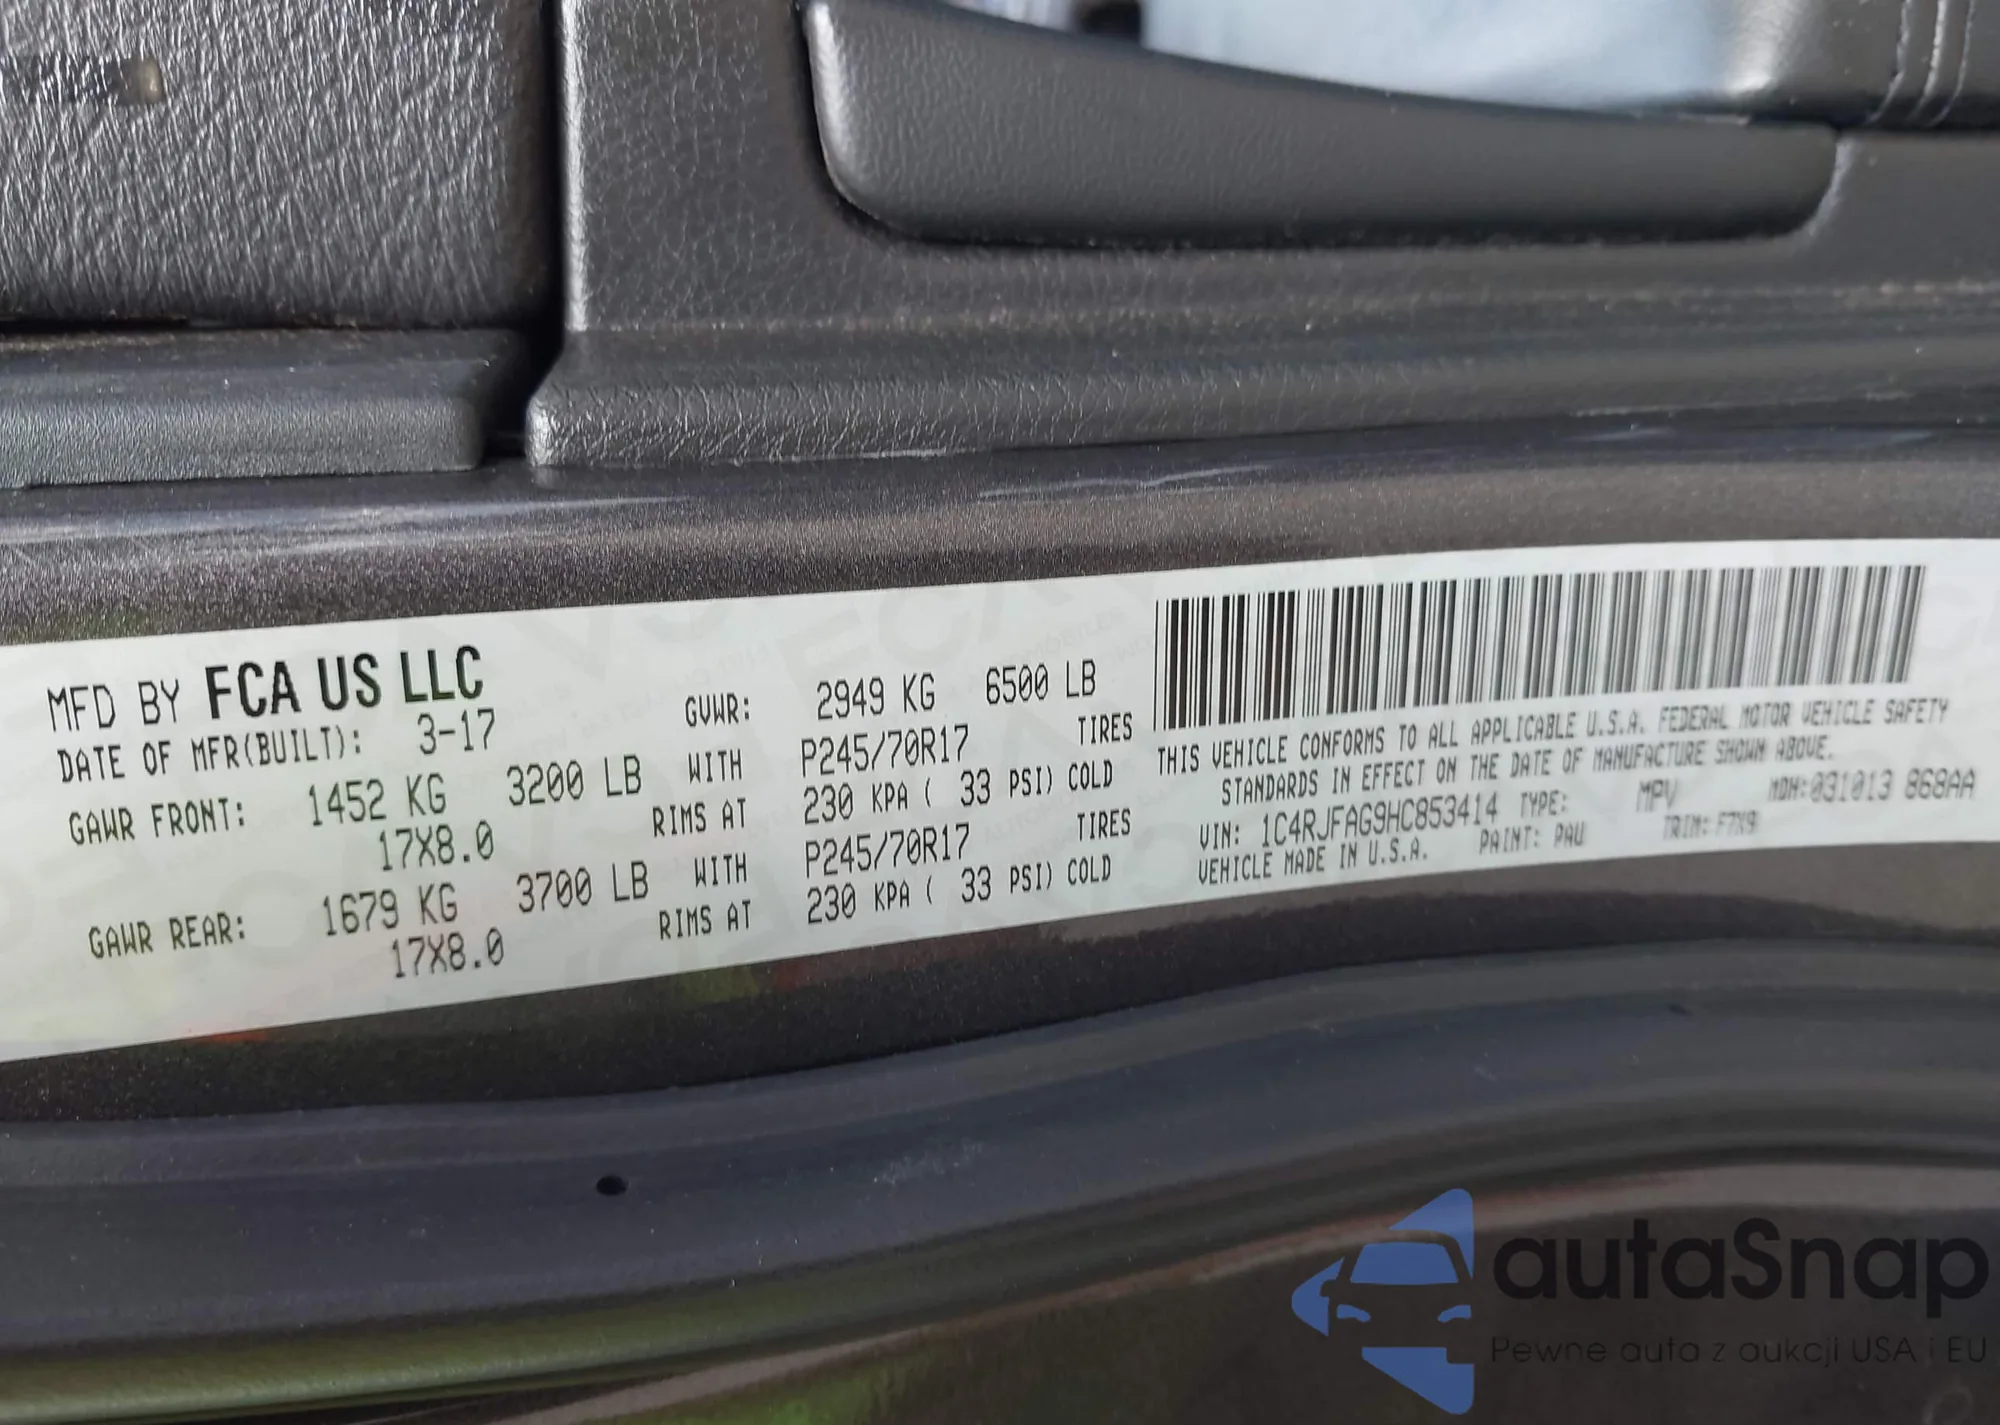 MFD BY FCA US LLC
DATE OF MFR(BUILT): 3-17
GVWR: 2949 KG 6500 LB
GAWR FRONT: 1452 KG 3200 LB WITH P245/70R17 TIRES
17X8.0 RIMS AT 230 KPA ( 33 PSI) COLD
GAWR REAR: 1679 KG 3700 LB WITH P245/70R17 TIRES
17X8.0 RIMS AT 230 KPA ( 33 PSI) COLD
THIS VEHICLE CONFORMS TO ALL APPLICABLE U.S.A. FEDERAL MOTOR VEHICLE SAFETY
STANDARDS IN EFFECT ON THE DATE OF MANUFACTURE SHOWN ABOVE.
VIN: 1C4RJFAG9HC853414 TYPE: MPV MDH:031013 868AA
VEHICLE MADE IN U.S.A. PAINT: PAU TRIM: F7X9
autaSnap
Pewne auta z aukcji USA i EU